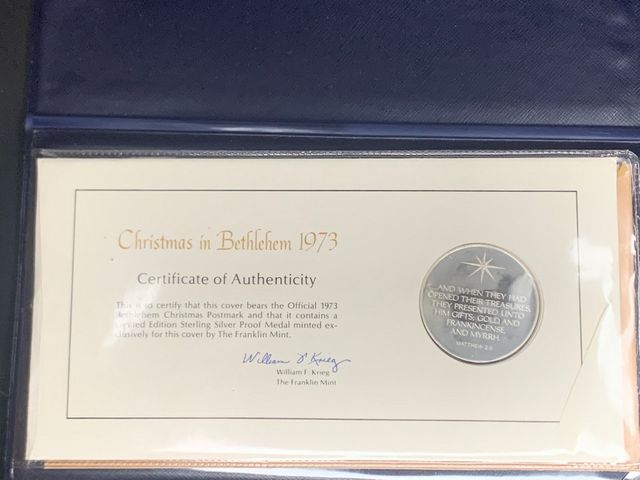 Christmas in Bethlehem 1973
Certificate of Authenticity
This is to certify that this cover bears the Official 1973
Bethlehem Christmas Postmark and that it contains a
Limited Edition Sterling Silver Proof Medal minted ex-
clusively for this cover by The Franklin Mint.
William F. Krieg
William F. Krieg
The Franklin Mint
...AND WHEN THEY HAD
OPENED THEIR TREASURES,
THEY PRESENTED UNTO
HIM GIFTS; GOLD AND
FRANKINCENSE
AND MYRRH.
MATTHEW